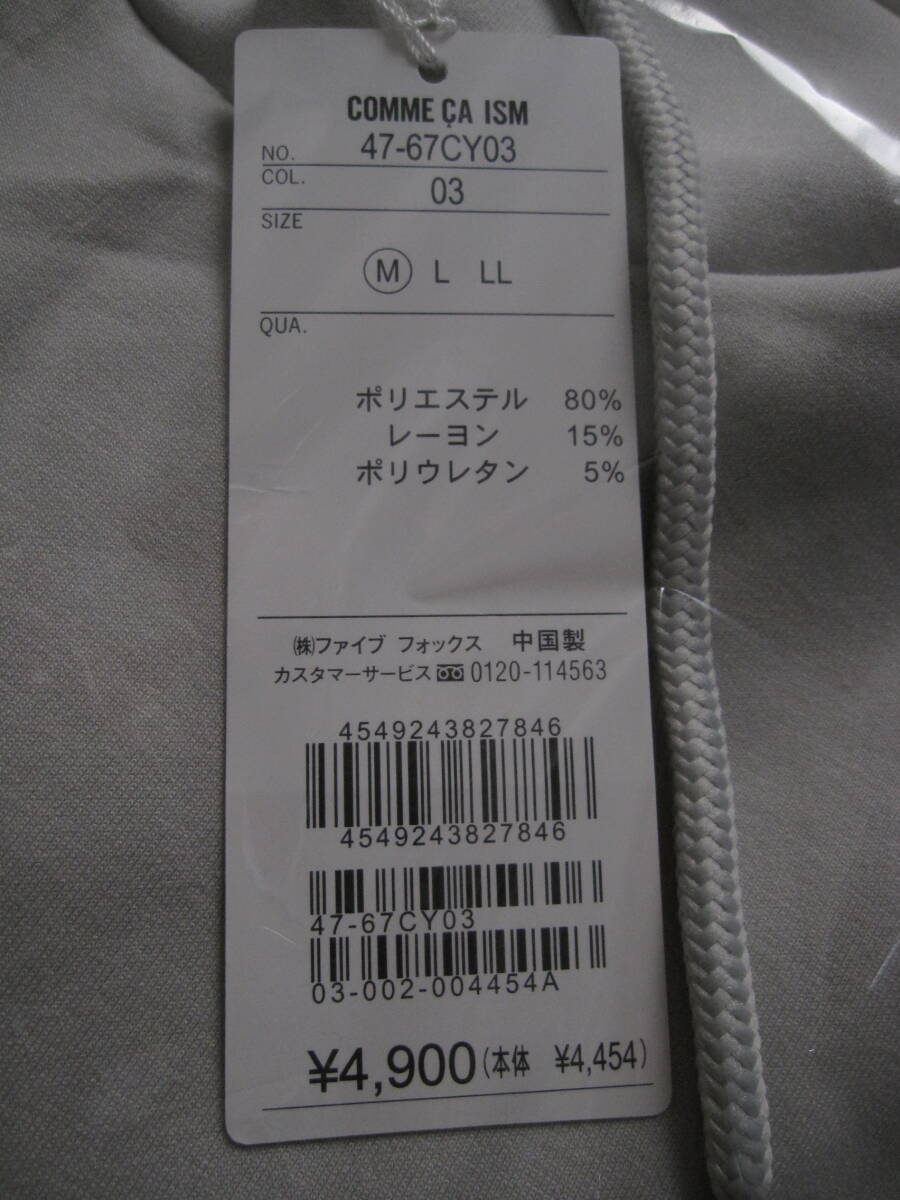 COMME ÇA ISM
NO. 47-67CY03
COL. 03
SIZE
M L LL
QUA.
ポリエステル 80%
レーヨン 15%
ポリウレタン 5%
㈱ファイブ フォックス 中国製
カスタマーサービス 0120-114563
4549243827846
4549243827846
47-67CY03
03-002-004454A
¥4,900(本体 ¥4,454)